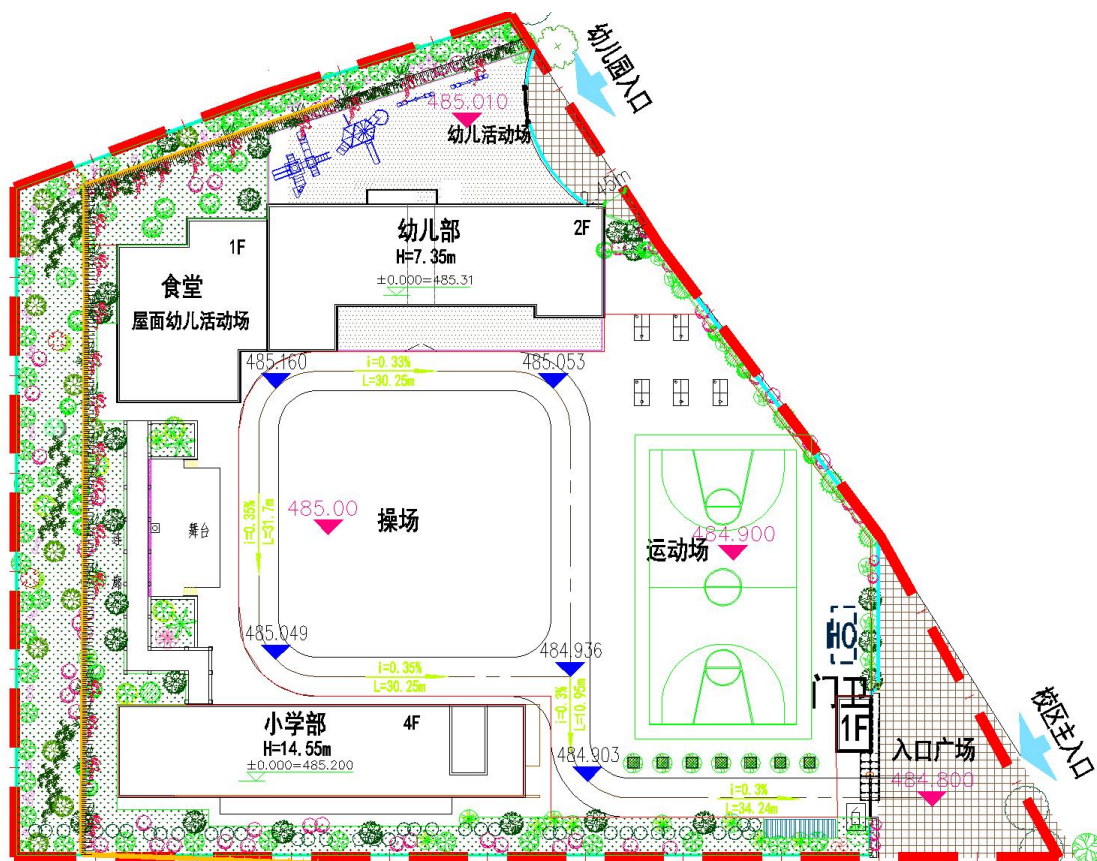 幼儿园入口
485.010
幼儿活动场
0.45m
幼儿部
2F
H=7.35m
±0.000=485.31
1F
食堂
屋面幼儿活动场
485.160
i=0.33%
L=30.25m
485.053
i=0.35%
L=31.7m
485.00
操场
舞台
连廊
运动场
484.900
485.049
i=0.35%
L=30.25m
484.936
i=0.3%
L=10.95m
小学部
4F
H=14.55m
±0.000=485.200
484.903
i=0.3%
L=34.24m
门卫
1F
入口广场
484.800
校区主入口